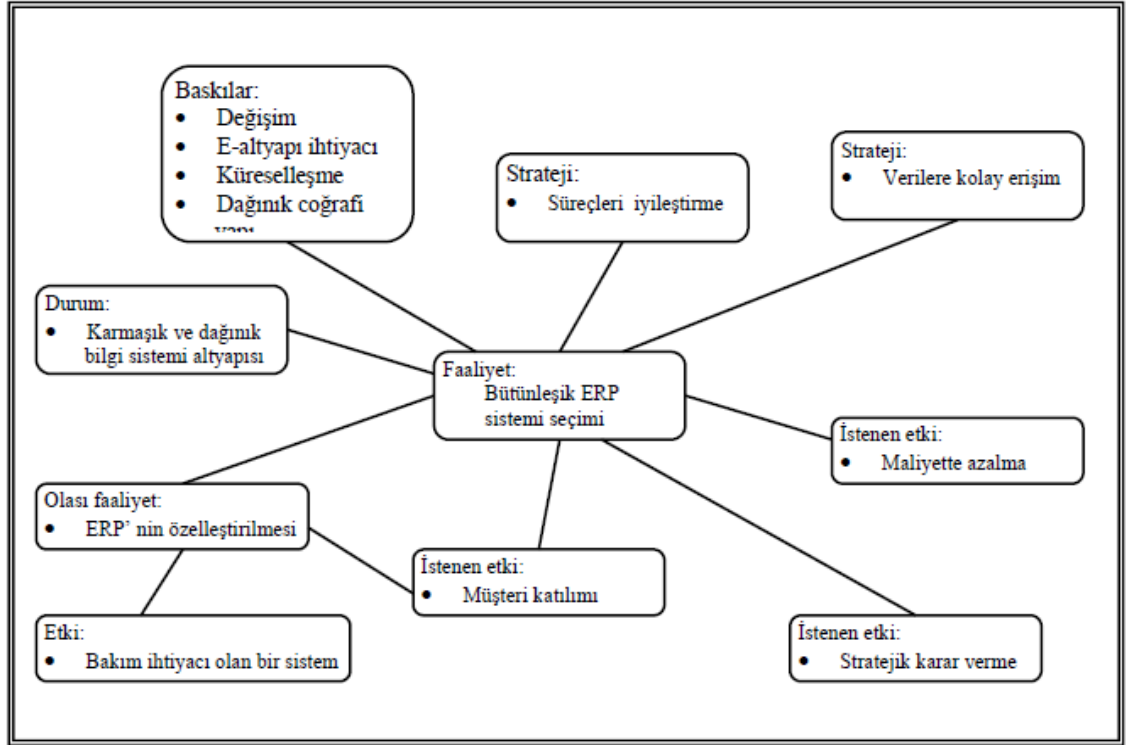 Baskılar:
• Değişim
• E-altyapı ihtiyacı
• Küreselleşme
• Dağınık coğrafi
Strateji:
• Süreçleri iyileştirme
Strateji:
• Verilere kolay erişim
Durum:
• Karmaşık ve dağınık
bilgi sistemi altyapısı
Faaliyet:
Bütünleşik ERP
sistemi seçimi
İstenen etki:
• Maliyette azalma
Olası faaliyet:
• ERP’ nin özelleştirilmesi
İstenen etki:
• Müşteri katılımı
Etki:
• Bakım ihtiyacı olan bir sistem
İstenen etki:
• Stratejik karar verme